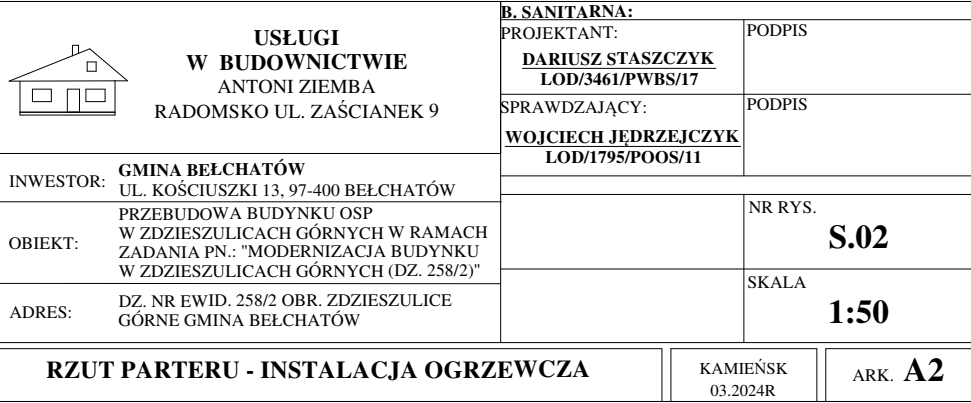 USŁUGI
W BUDOWNICTWIE
ANTONI ZIEMBA
RADOMSKO UL. ZAŚCIANEK 9
INWESTOR:
GMINA BEŁCHATÓW
UL. KOŚCIUSZKI 13, 97-400 BEŁCHATÓW
OBIEKT:
PRZEBUDOWA BUDYNKU OSP
W ZDZIESZULICACH GÓRNYCH W RAMACH
ZADANIA PN.: "MODERNIZACJA BUDYNKU
W ZDZIESZULICACH GÓRNYCH (DZ. 258/2)"
ADRES:
DZ. NR EWID. 258/2 OBR. ZDZIESZULICE
GÓRNE GMINA BEŁCHATÓW
B. SANITARNA:
PROJEKTANT:
DARIUSZ STASZCZYK
LOD/3461/PWBS/17
PODPIS
SPRAWDZAJĄCY:
WOJCIECH JĘDRZEJCZYK
LOD/1795/POOS/11
PODPIS
NR RYS.
S.02
SKALA
1:50
RZUT PARTERU - INSTALACJA OGRZEWCZA
KAMIEŃSK
03.2024R
ARK. A2